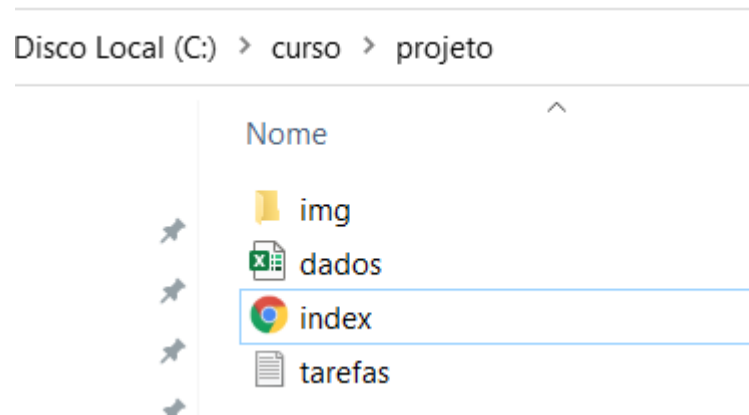 Disco Local (C:) > curso > projeto
Nome
img
dados
index
tarefas